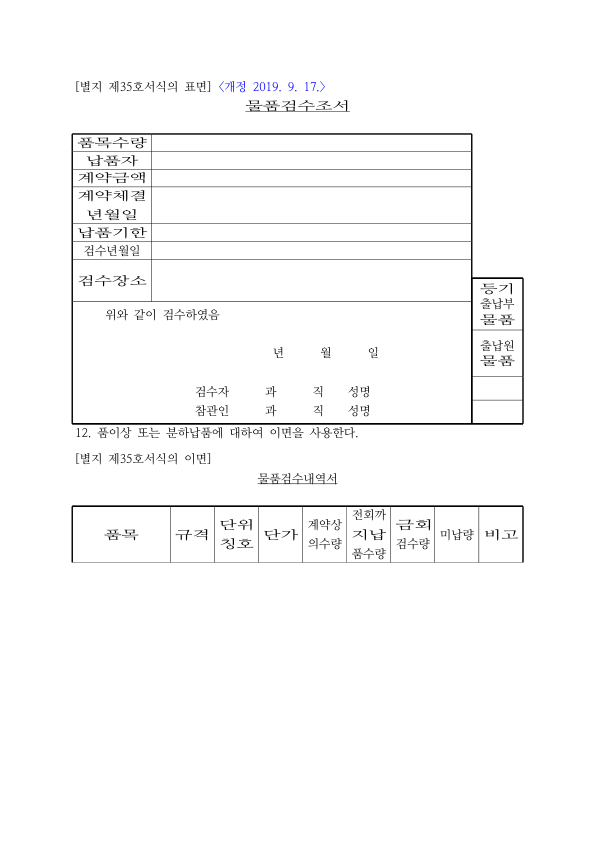 [별지 제35호서식의 표면] <개정 2019. 9. 17.>
물품검수조서
품목수량
납품자
계약금액
계약체결
년월일
납품기한
검수년월일
검수장소
위와 같이 검수하였음
년 월 일
검수자 과 직 성명
참관인 과 직 성명
등기
출납부
물품
출납원
물품
12. 품이상 또는 분하납품에 대하여 이면을 사용한다.
[별지 제35호서식의 이면]
물품검수내역서
품목 규격 단위칭호 단가 계약상의수량 전회까지납품수량 금회검수량 미납량 비고